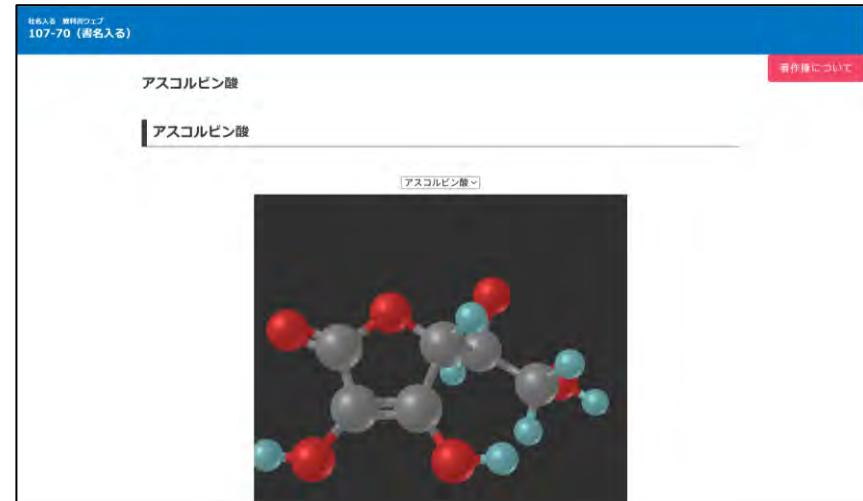 社名入る 教科書ウェブ
107-70（書名入る）
著作権について
アスコルビン酸
アスコルビン酸
アスコルビン酸